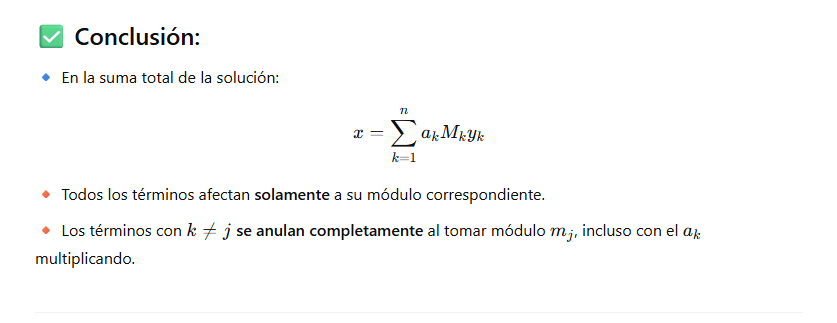 ✅ Conclusión:
🔹 En la suma total de la solución:
x = \sum_{k=1}^{n} a_k M_k y_k
🔸 Todos los términos afectan solamente a su módulo correspondiente.
🔸 Los términos con k ≠ j se anulan completamente al tomar módulo m_j, incluso con el a_k
multiplicando.